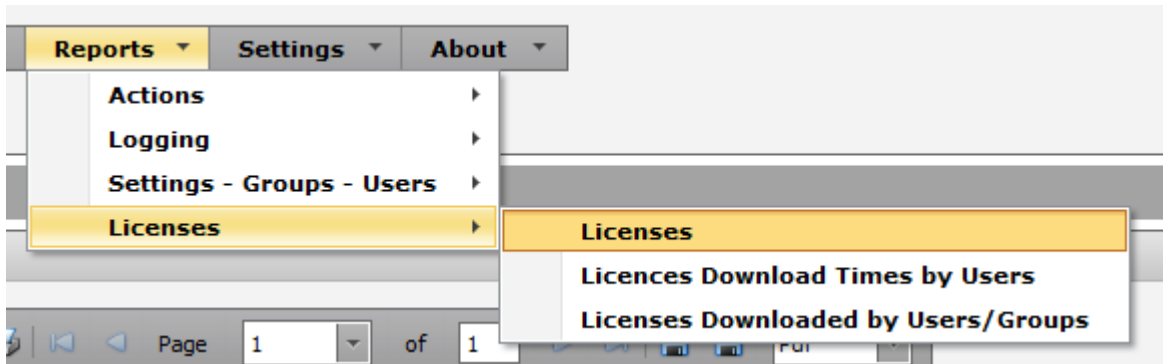 Reports Settings About
Actions
Logging
Settings - Groups - Users
Licenses
Licenses
Licences Download Times by Users
Licenses Downloaded by Users/Groups
Page 1 of 1